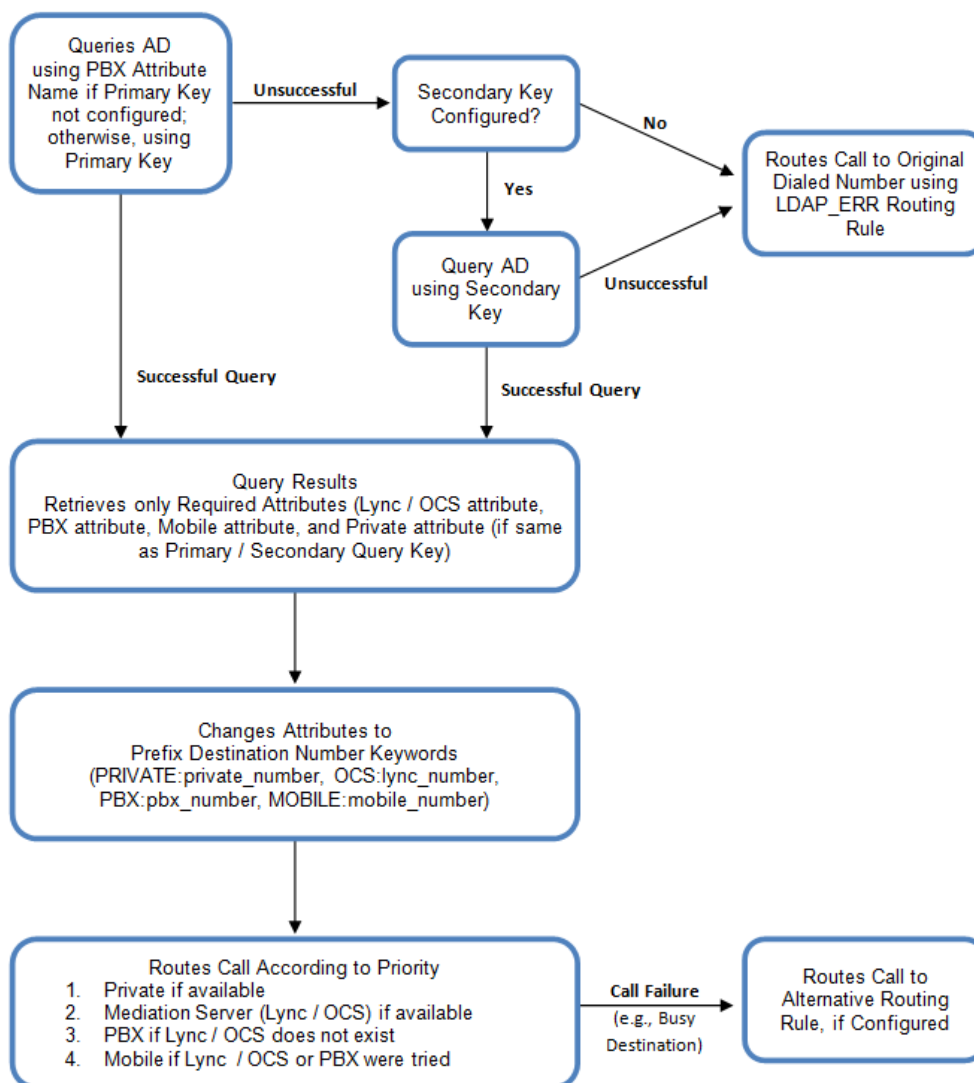 Queries AD
using PBX Attribute
Name if Primary Key
not configured;
otherwise, using
Primary Key
Unsuccessful
Secondary Key
Configured?
No
Routes Call to Original
Dialed Number using
LDAP_ERR Routing
Rule
Yes
Query AD
using Secondary
Key
Unsuccessful
Successful Query
Successful Query
Query Results
Retrieves only Required Attributes (Lync / OCS attribute,
PBX attribute, Mobile attribute, and Private attribute (if same
as Primary / Secondary Query Key)
Changes Attributes to
Prefix Destination Number Keywords
(PRIVATE:private_number, OCS:lync_number,
PBX:pbx_number, MOBILE:mobile_number)
Routes Call According to Priority
1. Private if available
2. Mediation Server (Lync / OCS) if available
3. PBX if Lync / OCS does not exist
4. Mobile if Lync / OCS or PBX were tried
Call Failure
(e.g., Busy
Destination)
Routes Call to
Alternative Routing
Rule, if Configured